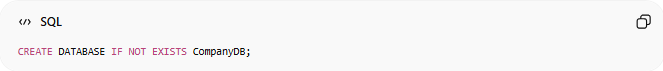 SQL
CREATE DATABASE IF NOT EXISTS CompanyDB;